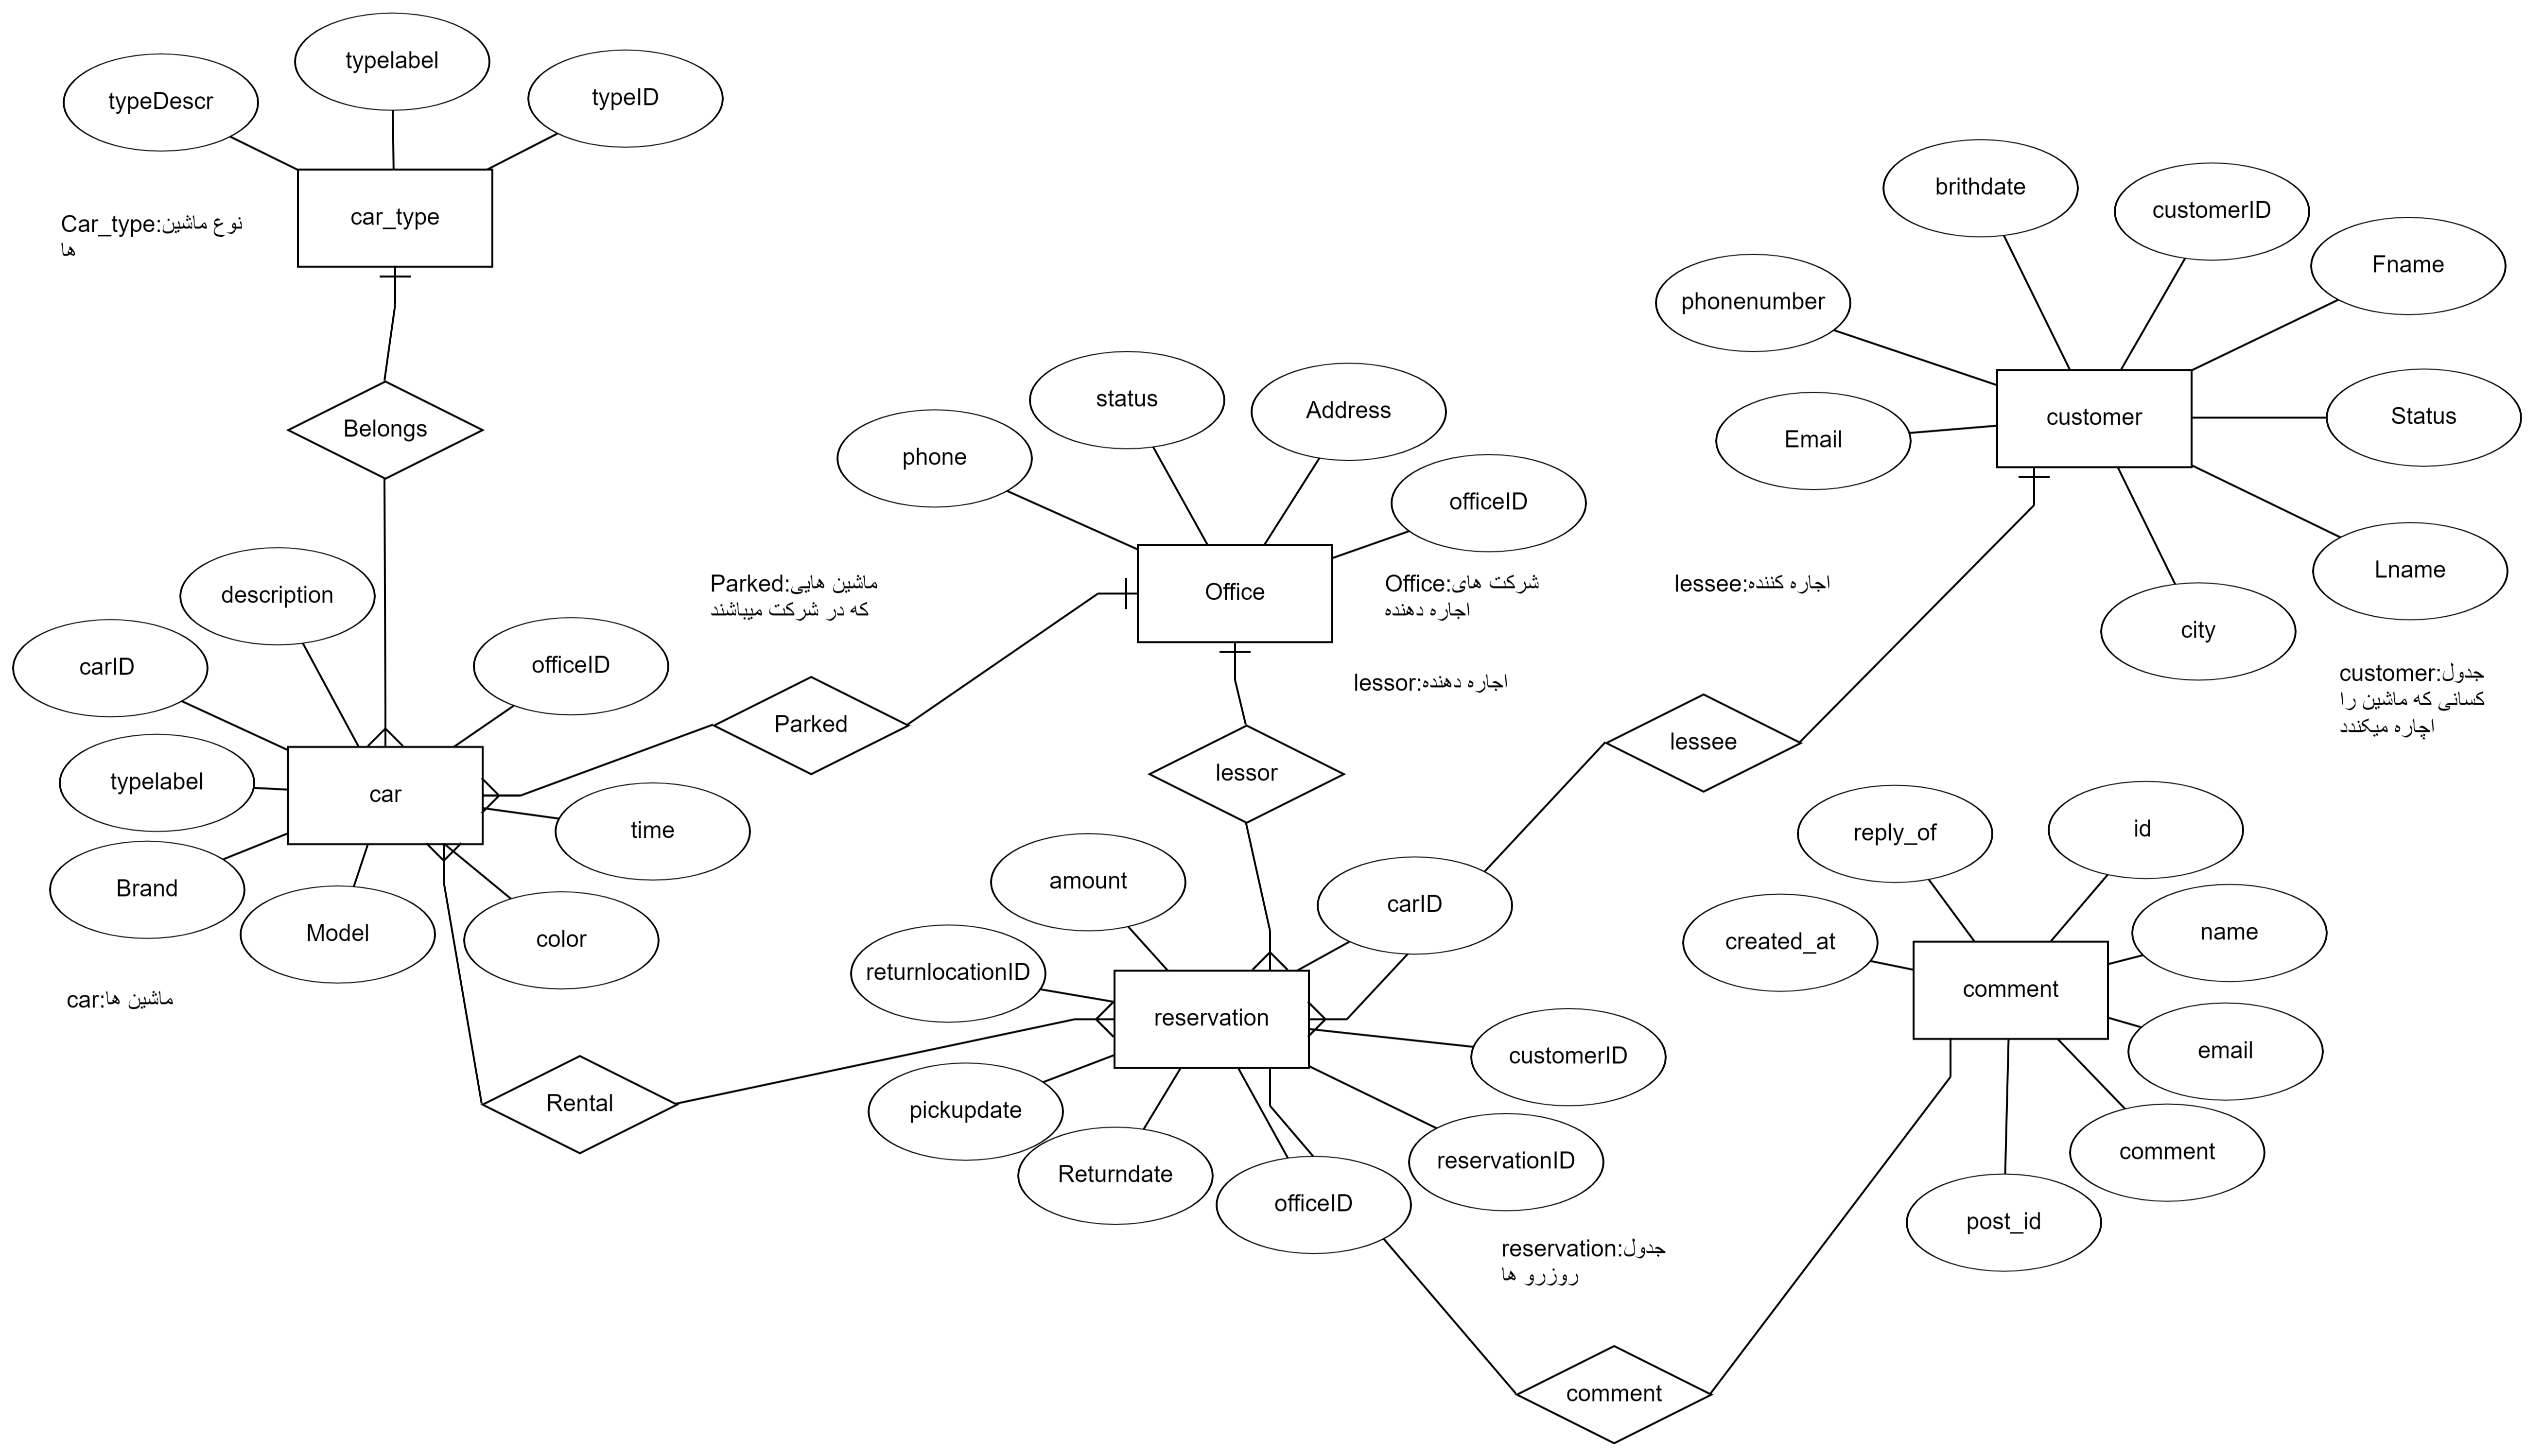 typelabel
typeDescr
typeID
car_type
Car_type:نوع ماشین
ها
Belongs
brithdate
customerID
Fname
phonenumber
customer
Status
Email
Lname
city
customer:جدول
کسانی که ماشین را
اچاره میکندد
status
Address
phone
officeID
Office
Office:شرکت های
اجاره دهنده
Parked:ماشین هایی
که در شرکت میباشند
lessee:اجاره کننده
lessor:اجاره دهنده
description
officeID
carID
typelabel
car
time
Brand
Model
color
car:ماشین ها
Parked
lessor
lessee
Rental
amount
carID
returnlocationID
reservation
customerID
pickupdate
Returndate
officeID
reservationID
reservation:جدول
روزرو ها
reply_of
id
created_at
name
comment
email
comment
post_id
comment